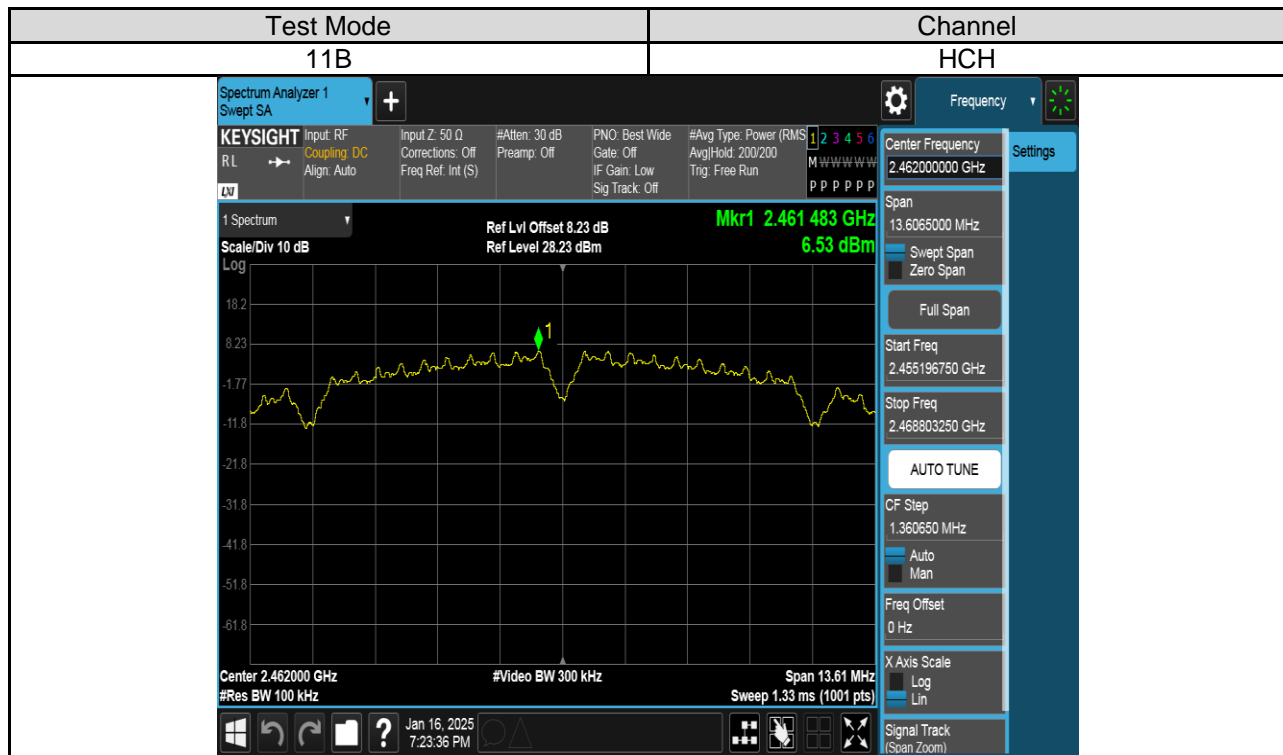 Test Mode
Channel
11B
HCH
Spectrum Analyzer 1
Swept SA
Frequency
KEYSIGHT
R L
LXI
Input: RF
Coupling: DC
Align: Auto
Input Z: 50 Ω
Corrections: Off
Freq Ref: Int (S)
#Atten: 30 dB
Preamp: Off
PNO: Best Wide
Gate: Off
IF Gain: Low
Sig Track: Off
#Avg Type: Power (RMS
Avg|Hold: 200/200
Trig: Free Run
1 2 3 4 5 6
M W W W W W
P P P P P P
Center Frequency
2.462000000 GHz
Settings
1 Spectrum
Scale/Div 10 dB
Log
Ref Lvl Offset 8.23 dB
Ref Level 28.23 dBm
Mkr1 2.461 483 GHz
6.53 dBm
1
18.2
8.23
-1.77
-11.8
-21.8
-31.8
-41.8
-51.8
-61.8
Center 2.462000 GHz
#Res BW 100 kHz
#Video BW 300 kHz
Span 13.61 MHz
Sweep 1.33 ms (1001 pts)
Span
13.6065000 MHz
Swept Span
Zero Span
Full Span
Start Freq
2.455196750 GHz
Stop Freq
2.468803250 GHz
AUTO TUNE
CF Step
1.360650 MHz
Auto
Man
Freq Offset
0 Hz
X Axis Scale
Log
Lin
Signal Track
(Span Zoom)
?
Jan 16, 2025
7:23:36 PM